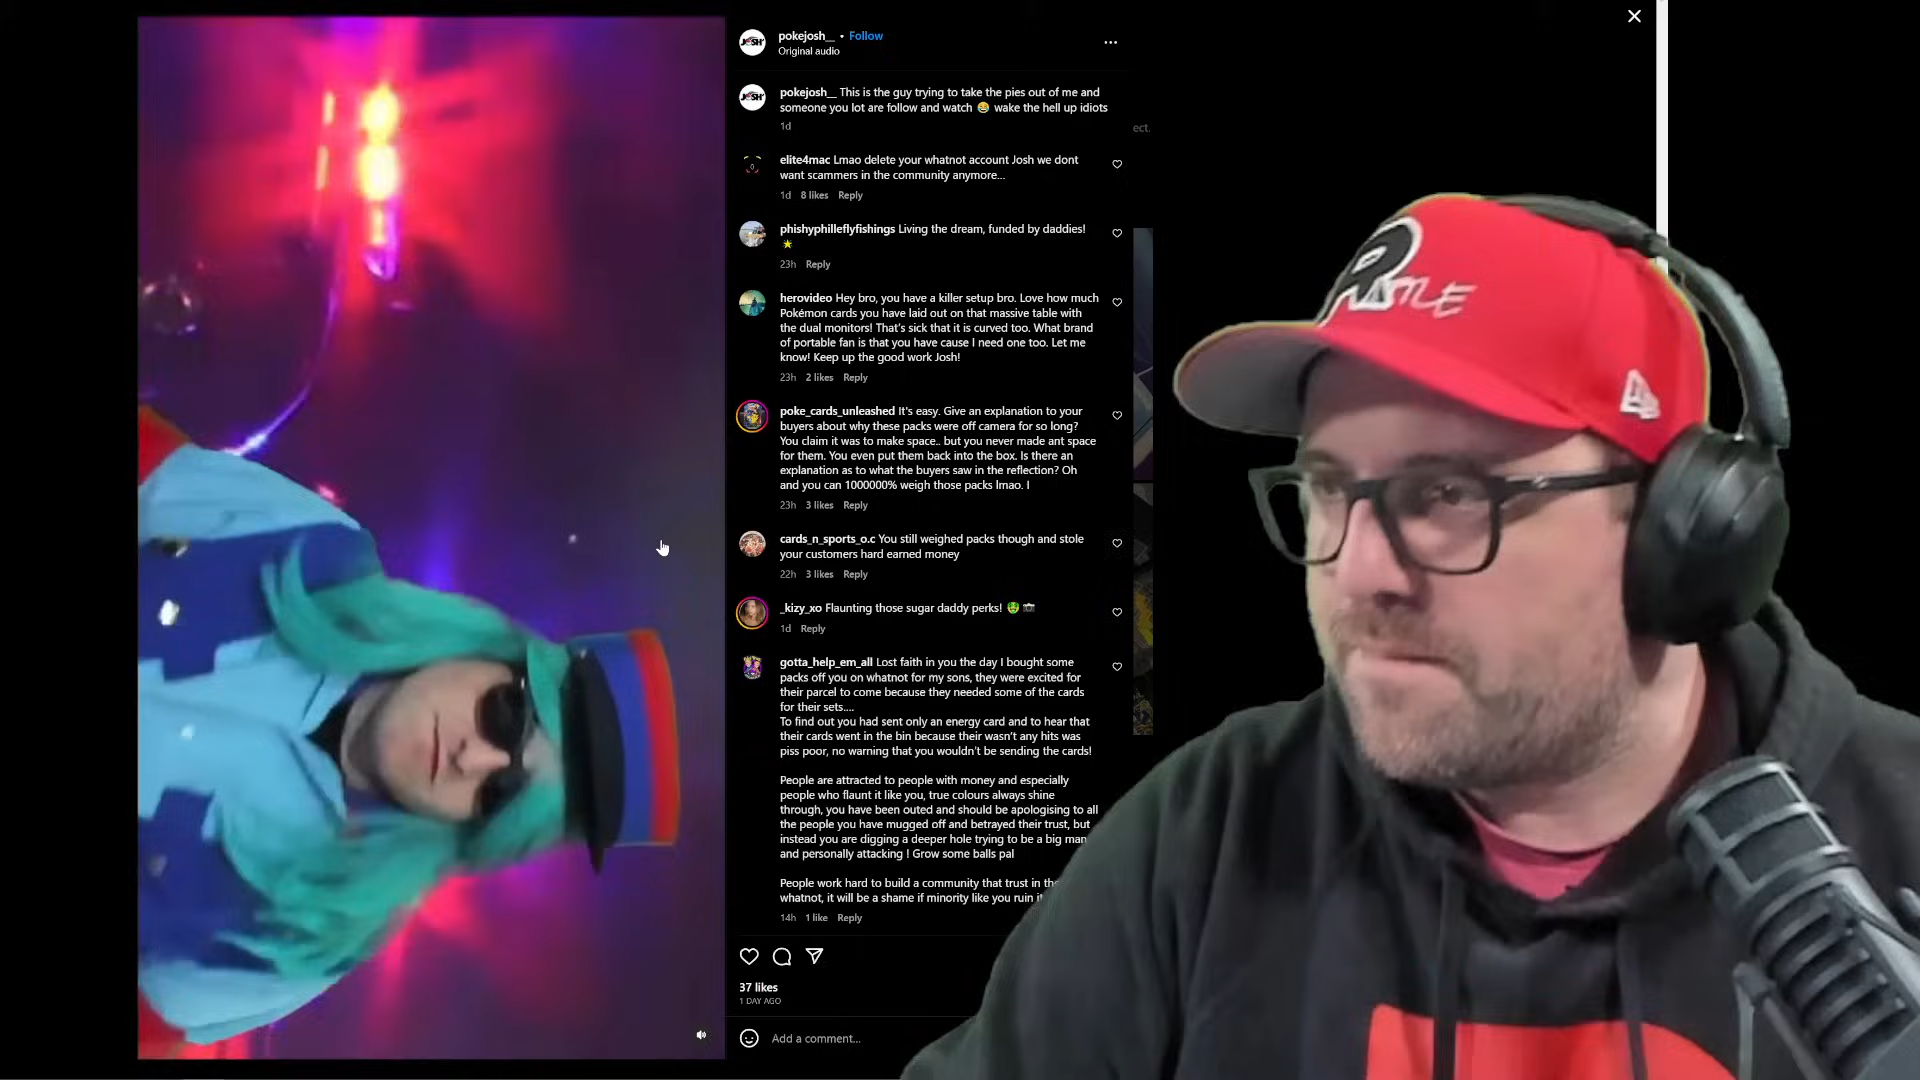 pokejosh__ • Follow
Original audio
pokejosh__ This is the guy trying to take the pies out of me and
someone you lot are follow and watch 😂 wake the hell up idiots
1d
ect.
elite4mac Lmao delete your whatnot account Josh we dont
want scammers in the community anymore...
1d 8 likes Reply
phishyphilleflyfishings Living the dream, funded by daddies!
🌟
23h Reply
herovideo Hey bro, you have a killer setup bro. Love how much
Pokémon cards you have laid out on that massive table with
the dual monitors! That's sick that it is curved too. What brand
of portable fan is that you have cause I need one too. Let me
know! Keep up the good work Josh!
23h 2 likes Reply
poke_cards_unleashed It's easy. Give an explanation to your
buyers about why these packs were off camera for so long?
You claim it was to make space.. but you never made ant space
for them. You even put them back into the box. Is there an
explanation as to what the buyers saw in the reflection? Oh
and you can 1000000% weigh those packs lmao. I
23h 3 likes Reply
cards_n_sports_o.c You still weighed packs though and stole
your customers hard earned money
22h 3 likes Reply
_kizy_xo Flaunting those sugar daddy perks! 🤑 📸
1d Reply
gotta_help_em_all Lost faith in you the day I bought some
packs off you on whatnot for my sons, they were excited for
their parcel to come because they needed some of the cards
for their sets....
To find out you had sent only an energy card and to hear that
their cards went in the bin because their wasn't any hits was
piss poor, no warning that you wouldn't be sending the cards!
People are attracted to people with money and especially
people who flaunt it like you, true colours always shine
through, you have been outed and should be apologising to all
the people you have mugged off and betrayed their trust, but
instead you are digging a deeper hole trying to be a big man
and personally attacking ! Grow some balls pal
People work hard to build a community that trust in
whatnot, it will be a shame if minority like you ruin
14h 1 like Reply
37 likes
1 DAY AGO
Add a comment...